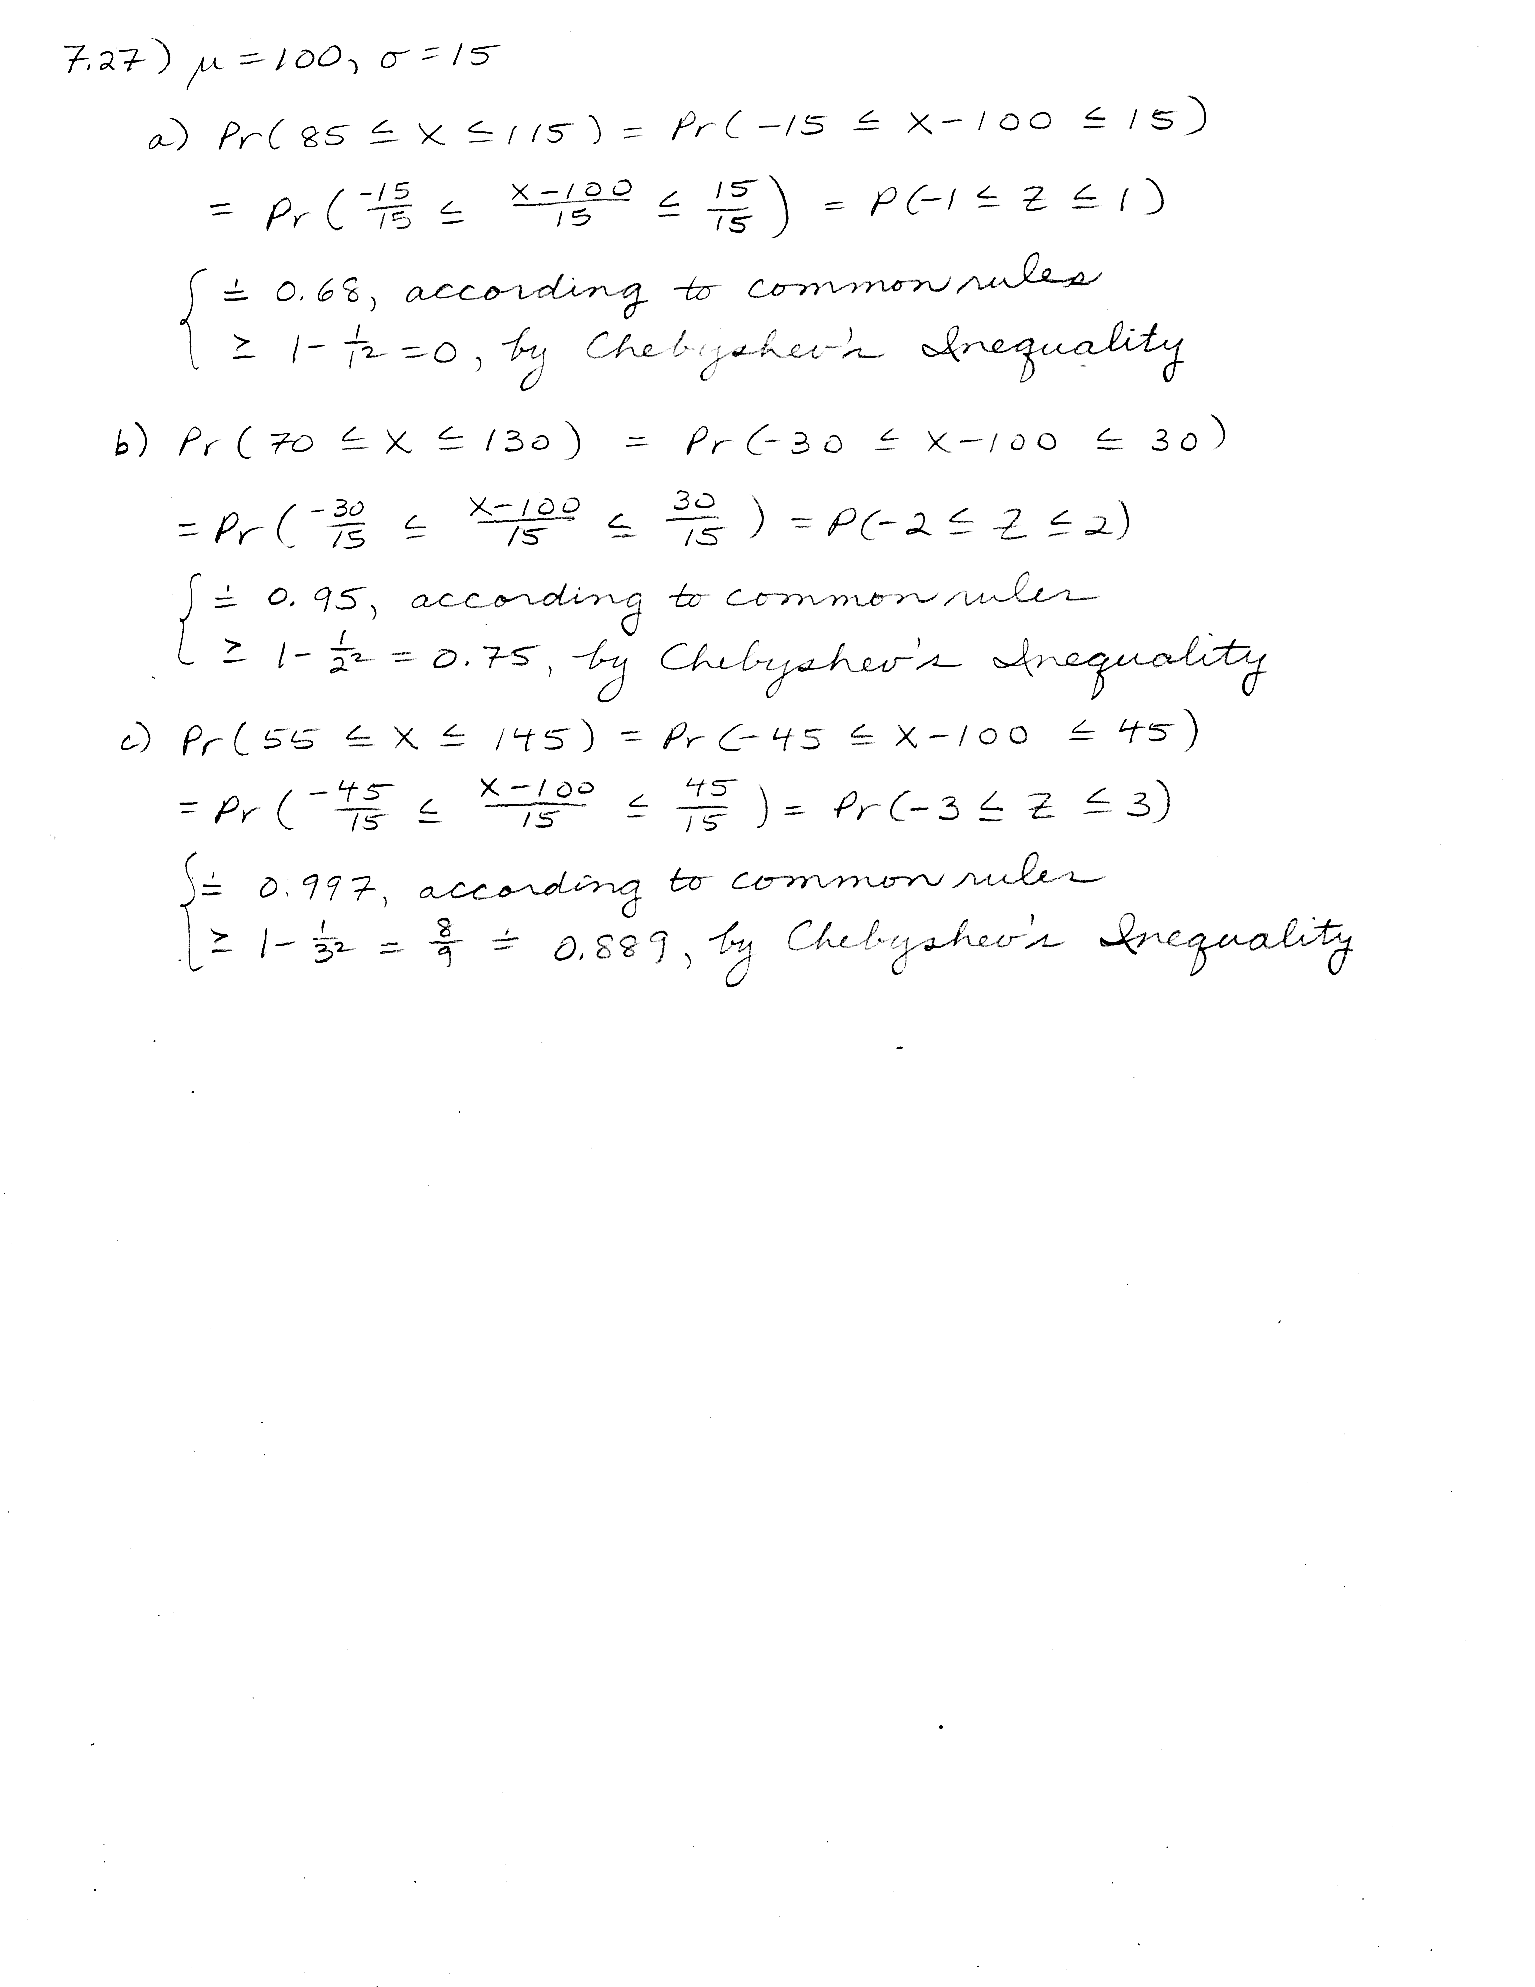 7.27) μ = 100, σ = 15
a) Pr(85 ≤ X ≤ 115) = Pr(-15 ≤ X-100 ≤ 15)
= Pr(-15/15 ≤ X-100/15 ≤ 15/15) = P(-1 ≤ Z ≤ 1)
{ ≐ 0.68, according to common rules
≥ 1 - 1/1² = 0, by Chebyshev's Inequality
b) Pr(70 ≤ X ≤ 130) = Pr(-30 ≤ X-100 ≤ 30)
= Pr(-30/15 ≤ X-100/15 ≤ 30/15) = P(-2 ≤ Z ≤ 2)
{ ≐ 0.95, according to common rules
≥ 1 - 1/2² = 0.75, by Chebyshev's Inequality
c) Pr(55 ≤ X ≤ 145) = Pr(-45 ≤ X-100 ≤ 45)
= Pr(-45/15 ≤ X-100/15 ≤ 45/15) = Pr(-3 ≤ Z ≤ 3)
{ ≐ 0.997, according to common rules
≥ 1 - 1/3² = 8/9 ≐ 0.889, by Chebyshev's Inequality